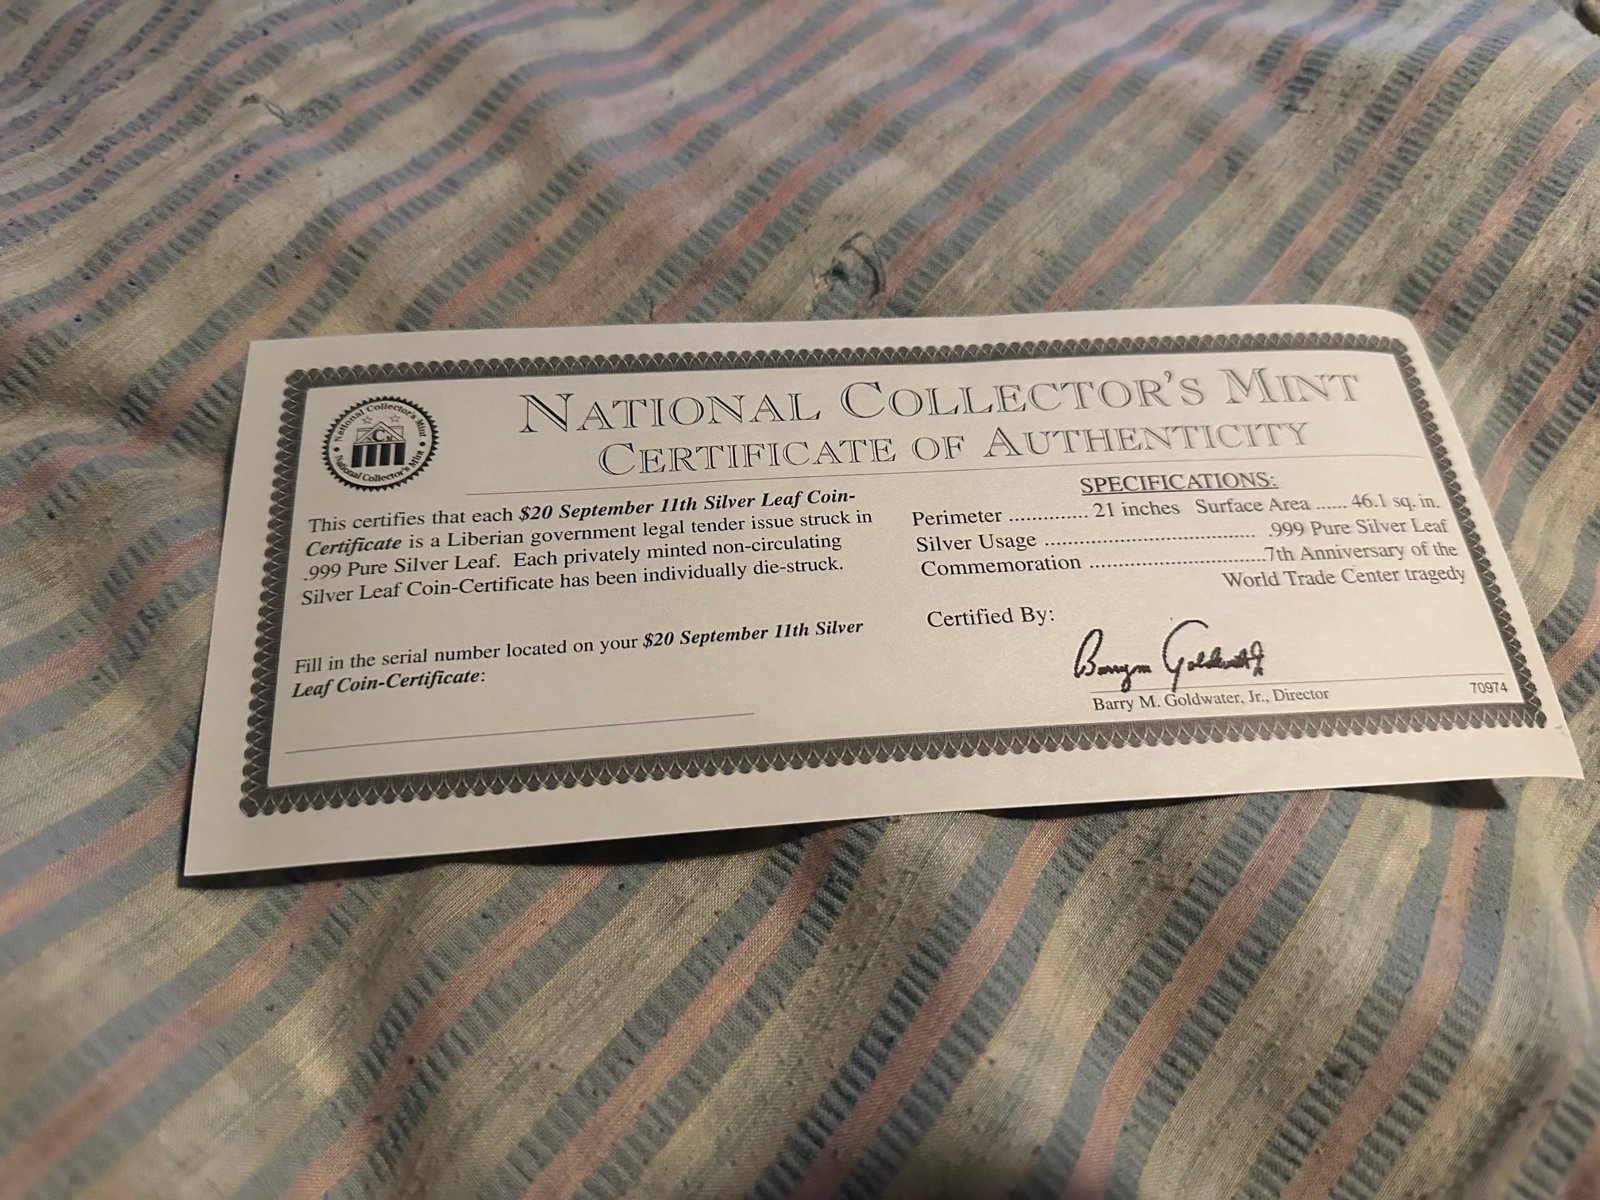 National Collector's Mint
National Collector's Mint
NATIONAL COLLECTOR'S MINT
CERTIFICATE OF AUTHENTICITY
This certifies that each $20 September 11th Silver Leaf Coin-
Certificate is a Liberian government legal tender issue struck in
.999 Pure Silver Leaf. Each privately minted non-circulating
Silver Leaf Coin-Certificate has been individually die-struck.
Fill in the serial number located on your $20 September 11th Silver
Leaf Coin-Certificate:
SPECIFICATIONS:
Perimeter .............. 21 inches Surface Area ...... 46.1 sq. in.
Silver Usage .......................................... .999 Pure Silver Leaf
Commemoration ...................................7th Anniversary of the
World Trade Center tragedy
Certified By:
Barry M Goldwater Jr
Barry M. Goldwater, Jr., Director
70974